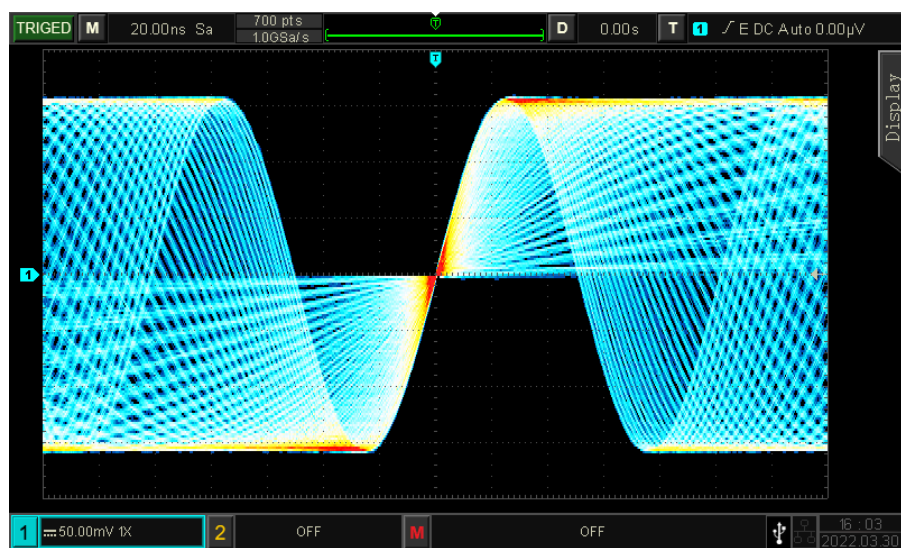 TRIGED M 20.00ns Sa 700 pts 1.0GSa/s D 0.00s T 1 E DC Auto 0.00µV
T
Display
1
1 50.00mV 1X 2 OFF M OFF 16 : 03
2022.03.30